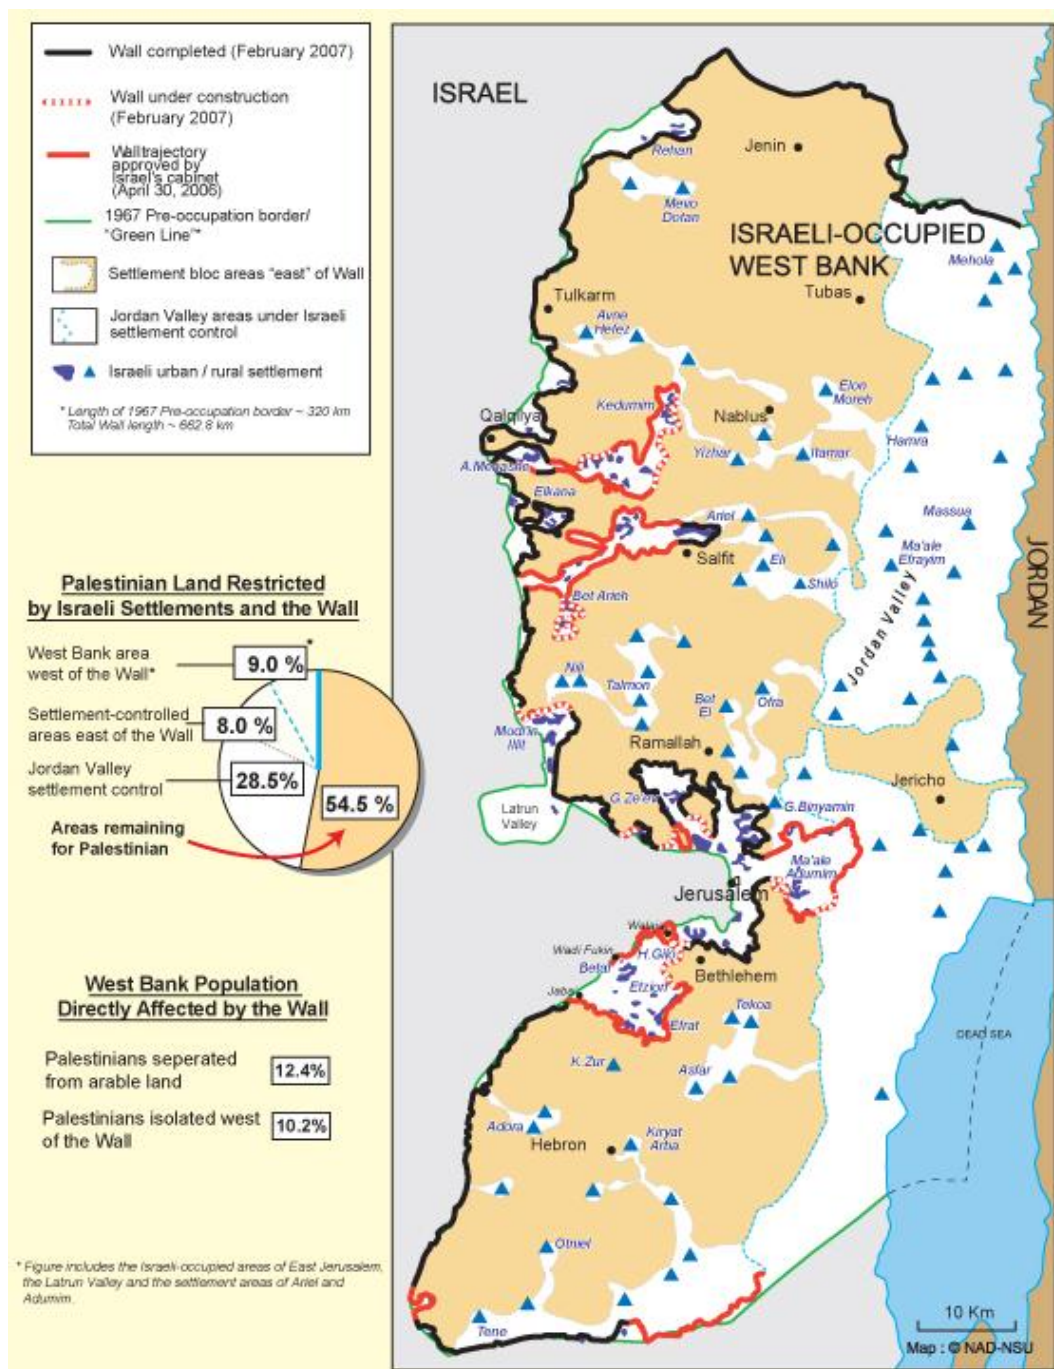 Wall completed (February 2007)
Wall under construction
(February 2007)
Walltrajectory
approved by
Israel's cabinet
(April 30, 2006)
1967 Pre-occupation border/
"Green Line"*
Settlement bloc areas "east" of Wall
Jordan Valley areas under Israeli
settlement control
Israeli urban / rural settlement
* Length of 1967 Pre-occupation border ~ 320 km
Total Wall length ~ 662.8 km
Palestinian Land Restricted
by Israeli Settlements and the Wall
West Bank area
west of the Wall*
9.0 %
*
Settlement-controlled
areas east of the Wall
8.0 %
Jordan Valley
settlement control
28.5%
54.5 %
Areas remaining
for Palestinian
West Bank Population
Directly Affected by the Wall
Palestinians seperated
from arable land
12.4%
Palestinians isolated west
of the Wall
10.2%
* Figure includes the Israeli-occupied areas of East Jerusalem,
the Latrun Valley and the settlement areas of Ariel and
Adumim.
ISRAEL
Rehan
Jenin
Mevo
Dotan
ISRAELI-OCCUPIED
WEST BANK
Mehola
Tubas
Tulkarm
Avne
Hefez
Elon
Moreh
Kedumim
Nablus
Qalqilya
Hamra
Yizhar
Itamar
A.Menashe
Elkana
Massua
Ariel
Ma'ale
Efrayim
Salfit
Eli
Shilo
JORDAN
Bet Arieh
Jordan Valley
Nili
Talmon
Bet
El
Ofra
Modi'in
Illit
Ramallah
Jericho
G.Ze'ev
G.Binyamin
Latrun
Valley
Ma'ale
Adumim
Jerusalem
Walaja
Wadi Fukin
H.Gilo
Betar
Bethlehem
Etzion
Jaba
Tekoa
Efrat
DEAD SEA
K.Zur
Asfar
Adora
Kiryat
Arba
Hebron
Otniel
Tene
10 Km
Map : © NAD-NSU